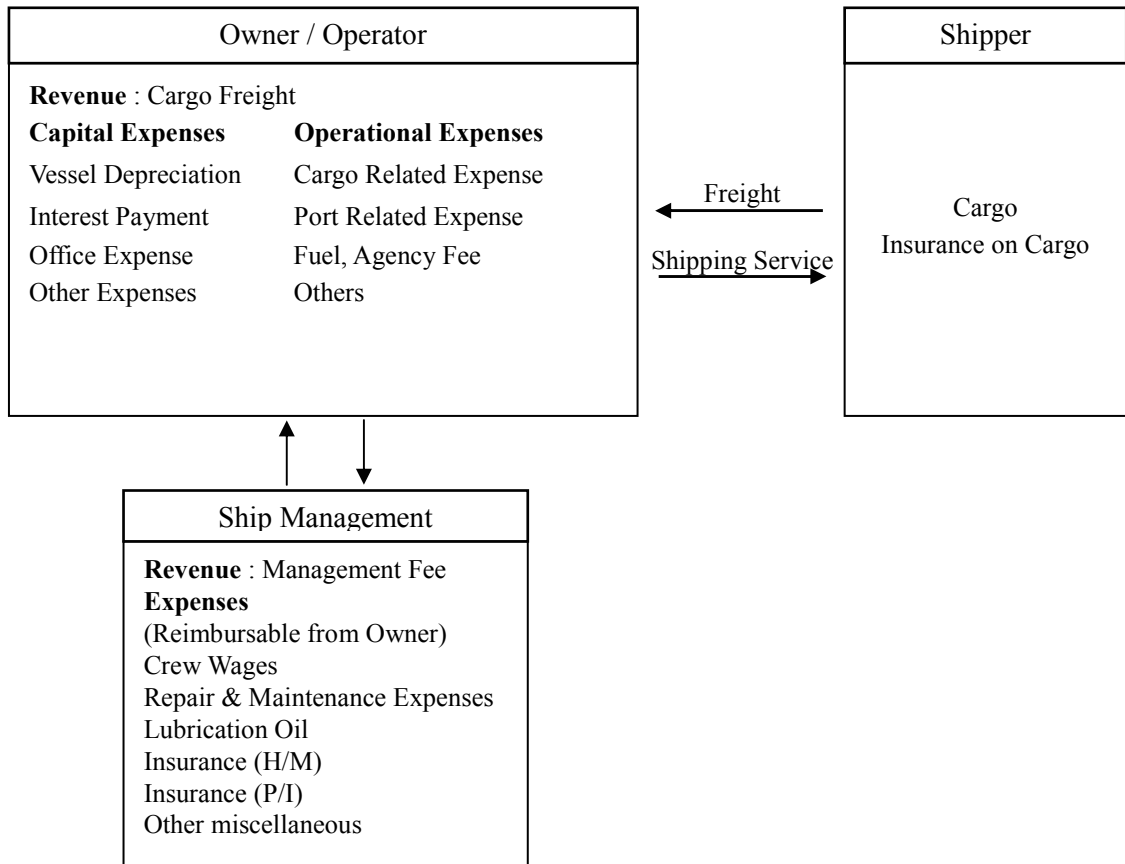 Owner / Operator
Revenue : Cargo Freight
Capital Expenses Operational Expenses
Vessel Depreciation Cargo Related Expense
Interest Payment Port Related Expense
Office Expense Fuel, Agency Fee
Other Expenses Others
Freight
Shipping Service
Shipper
Cargo
Insurance on Cargo
Ship Management
Revenue : Management Fee
Expenses
(Reimbursable from Owner)
Crew Wages
Repair & Maintenance Expenses
Lubrication Oil
Insurance (H/M)
Insurance (P/I)
Other miscellaneous